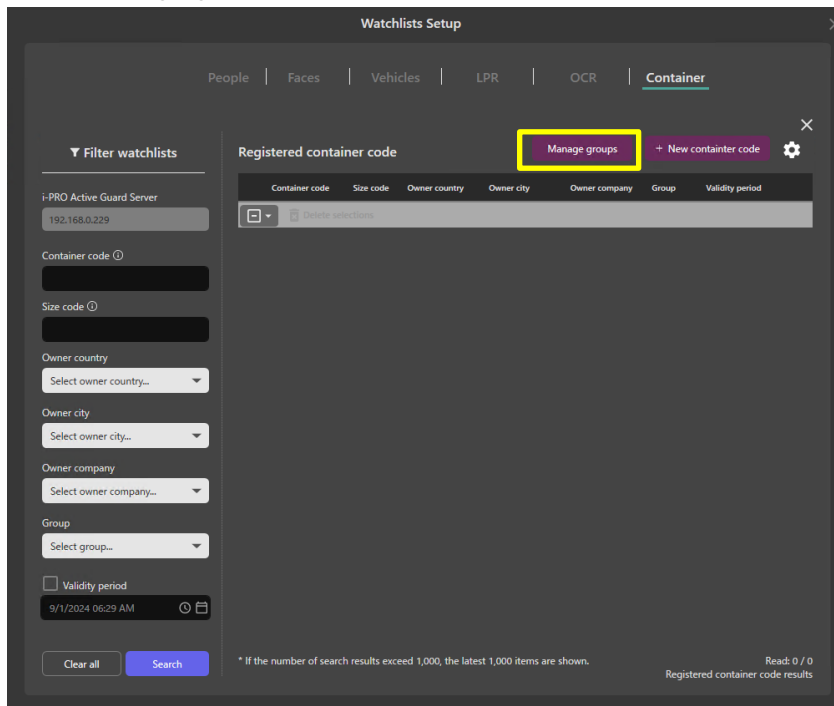 Watchlists Setup
People
Faces
Vehicles
LPR
OCR
Container
Filter watchlists
i-PRO Active Guard Server
192.168.0.229
Container code
Size code
Owner country
Select owner country...
Owner city
Select owner city...
Owner company
Select owner company...
Group
Select group...
Validity period
9/1/2024 06:29 AM
Clear all
Search
Registered container code
Manage groups
+ New containter code
Container code Size code Owner country Owner city Owner company Group Validity period
Delete selections
* If the number of search results exceed 1,000, the latest 1,000 items are shown.
Read: 0 / 0
Registered container code results